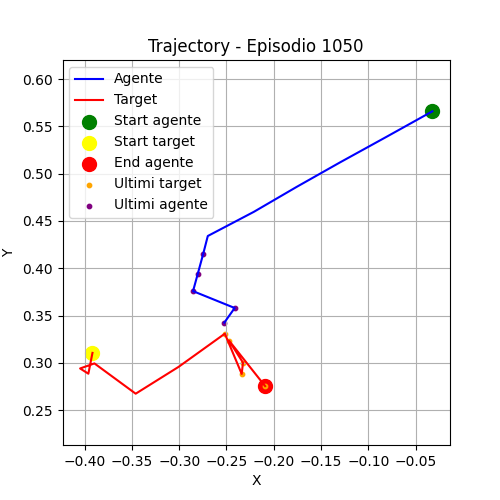 Trajectory - Episodio 1050
Agente
Target
Start agente
Start target
End agente
Ultimi target
Ultimi agente
Y
0.60
0.55
0.50
0.45
0.40
0.35
0.30
0.25
−0.40 −0.35 −0.30 −0.25 −0.20 −0.15 −0.10 −0.05
X